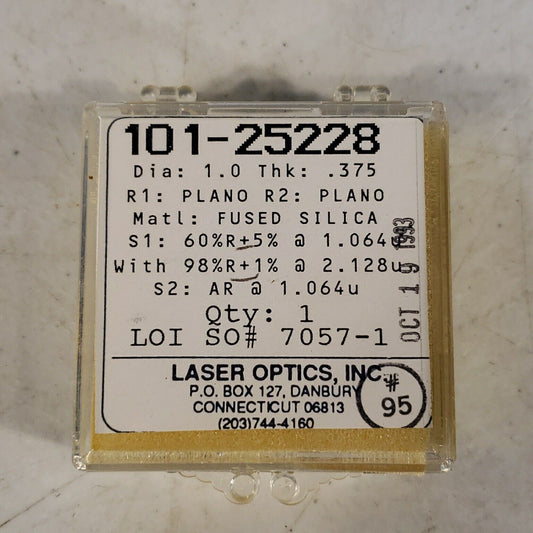 101-25228
Dia: 1.0 Thk: .375
R1: PLANO R2: PLANO
Matl: FUSED SILICA
S1: 60%R±5% @ 1.064u
With 98%R±1% @ 2.128u
S2: AR @ 1.064u
Qty: 1
LOI SO# 7057-1
OCT 19 1993
LASER OPTICS, INC.
P.O. BOX 127, DANBURY
CONNECTICUT 06813
(203)744-4160
#
95